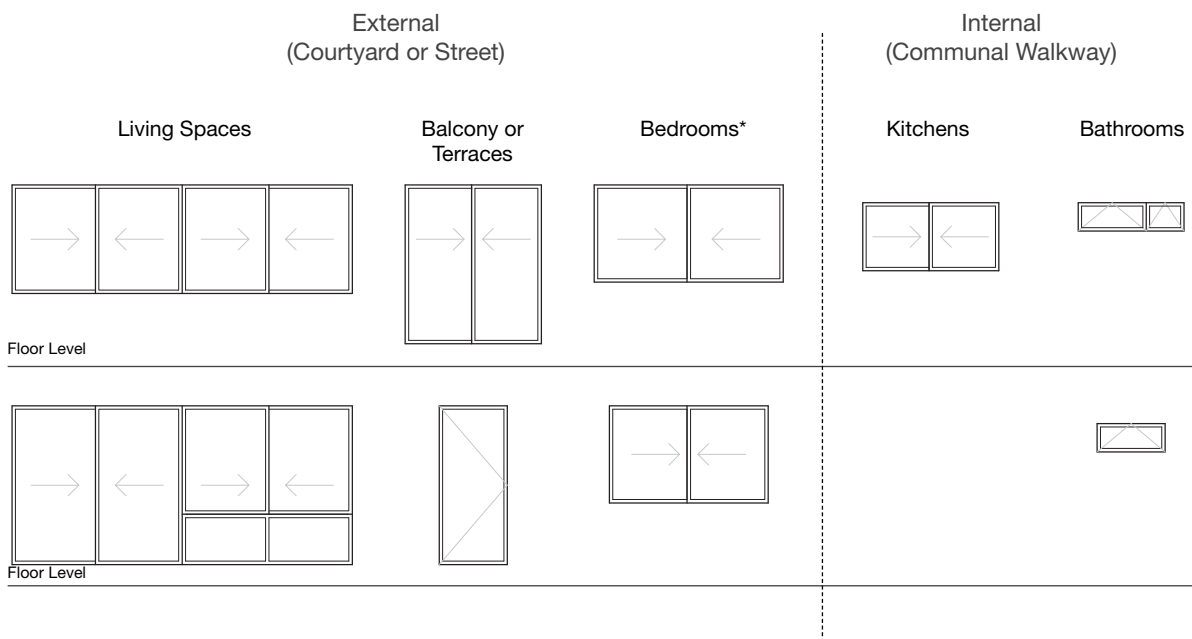 External
(Courtyard or Street)
Internal
(Communal Walkway)
Living Spaces
Balcony or
Terraces
Bedrooms*
Kitchens
Bathrooms
Floor Level
Floor Level